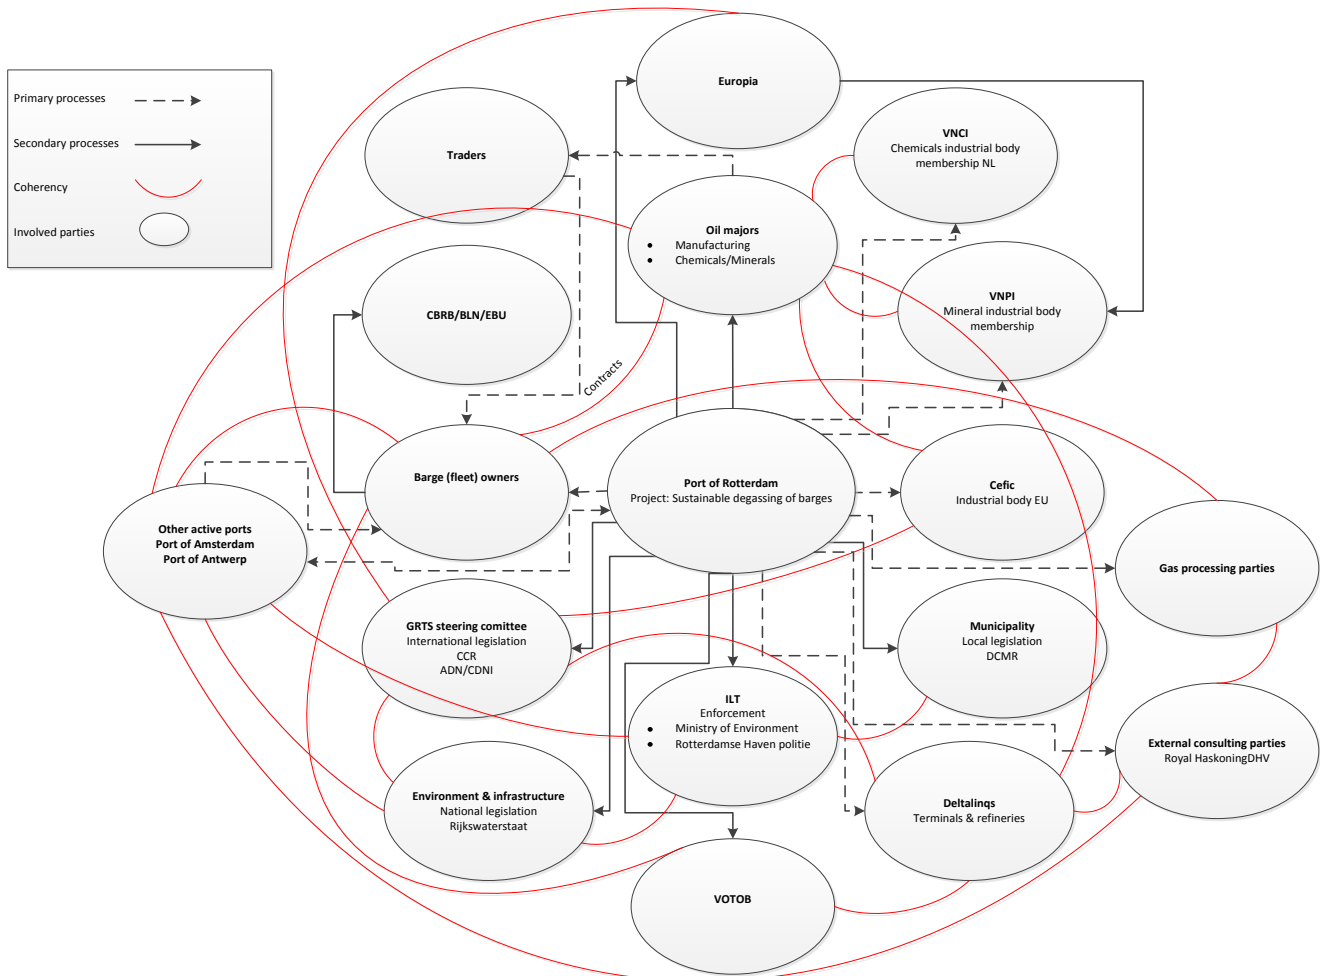 Primary processes
Secondary processes
Coherency
Involved parties
Europia
Traders
VNCI
Chemicals industrial body
membership NL
Oil majors
Manufacturing
Chemicals/Minerals
VNPI
Mineral industrial body
membership
CBRB/BLN/EBU
Contracts
Barge (fleet) owners
Port of Rotterdam
Project: Sustainable degassing of barges
Cefic
Industrial body EU
Other active ports
Port of Amsterdam
Port of Antwerp
Gas processing parties
GRTS steering comittee
International legislation
CCR
ADN/CDNI
Municipality
Local legislation
DCMR
ILT
Enforcement
Ministry of Environment
Rotterdamse Haven politie
External consulting parties
Royal HaskoningDHV
Environment & infrastructure
National legislation
Rijkswaterstaat
Deltalinqs
Terminals & refineries
VOTOB